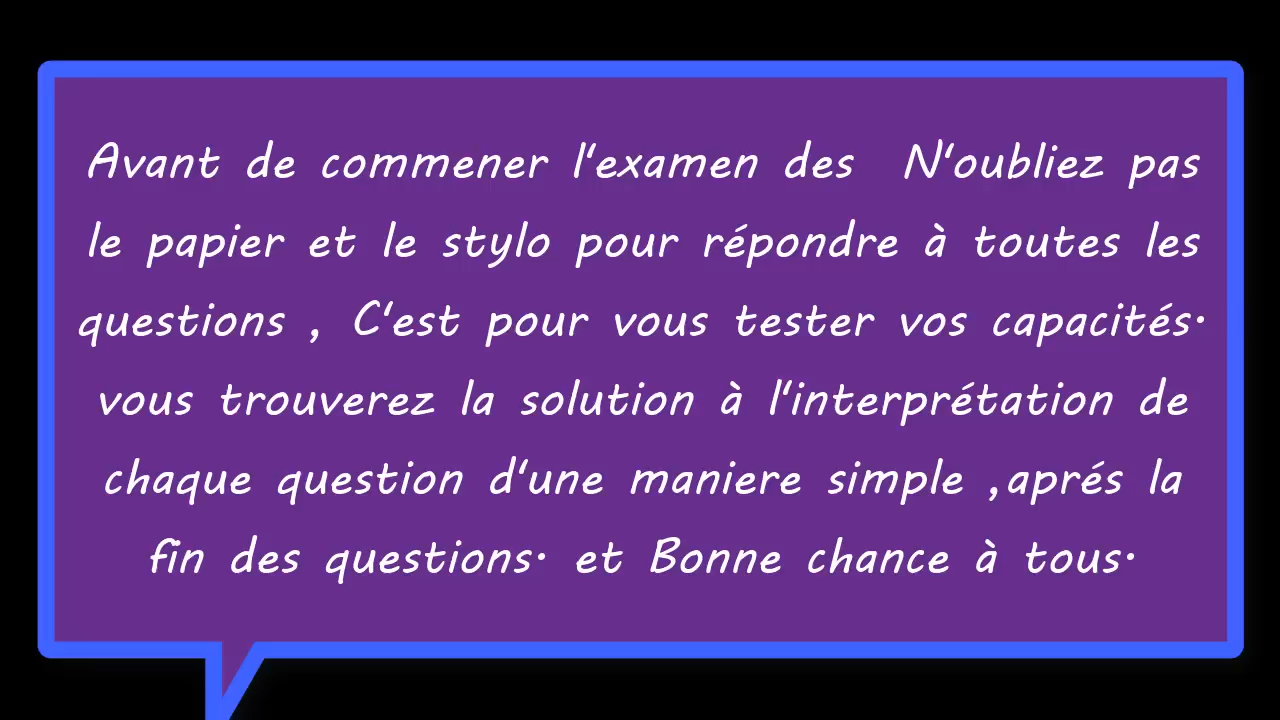 Avant de commener l'examen des N'oubliez pas
le papier et le stylo pour répondre à toutes les
questions , C'est pour vous tester vos capacités.
vous trouverez la solution à l'interprétation de
chaque question d'une maniere simple ,aprés la
fin des questions. et Bonne chance à tous.